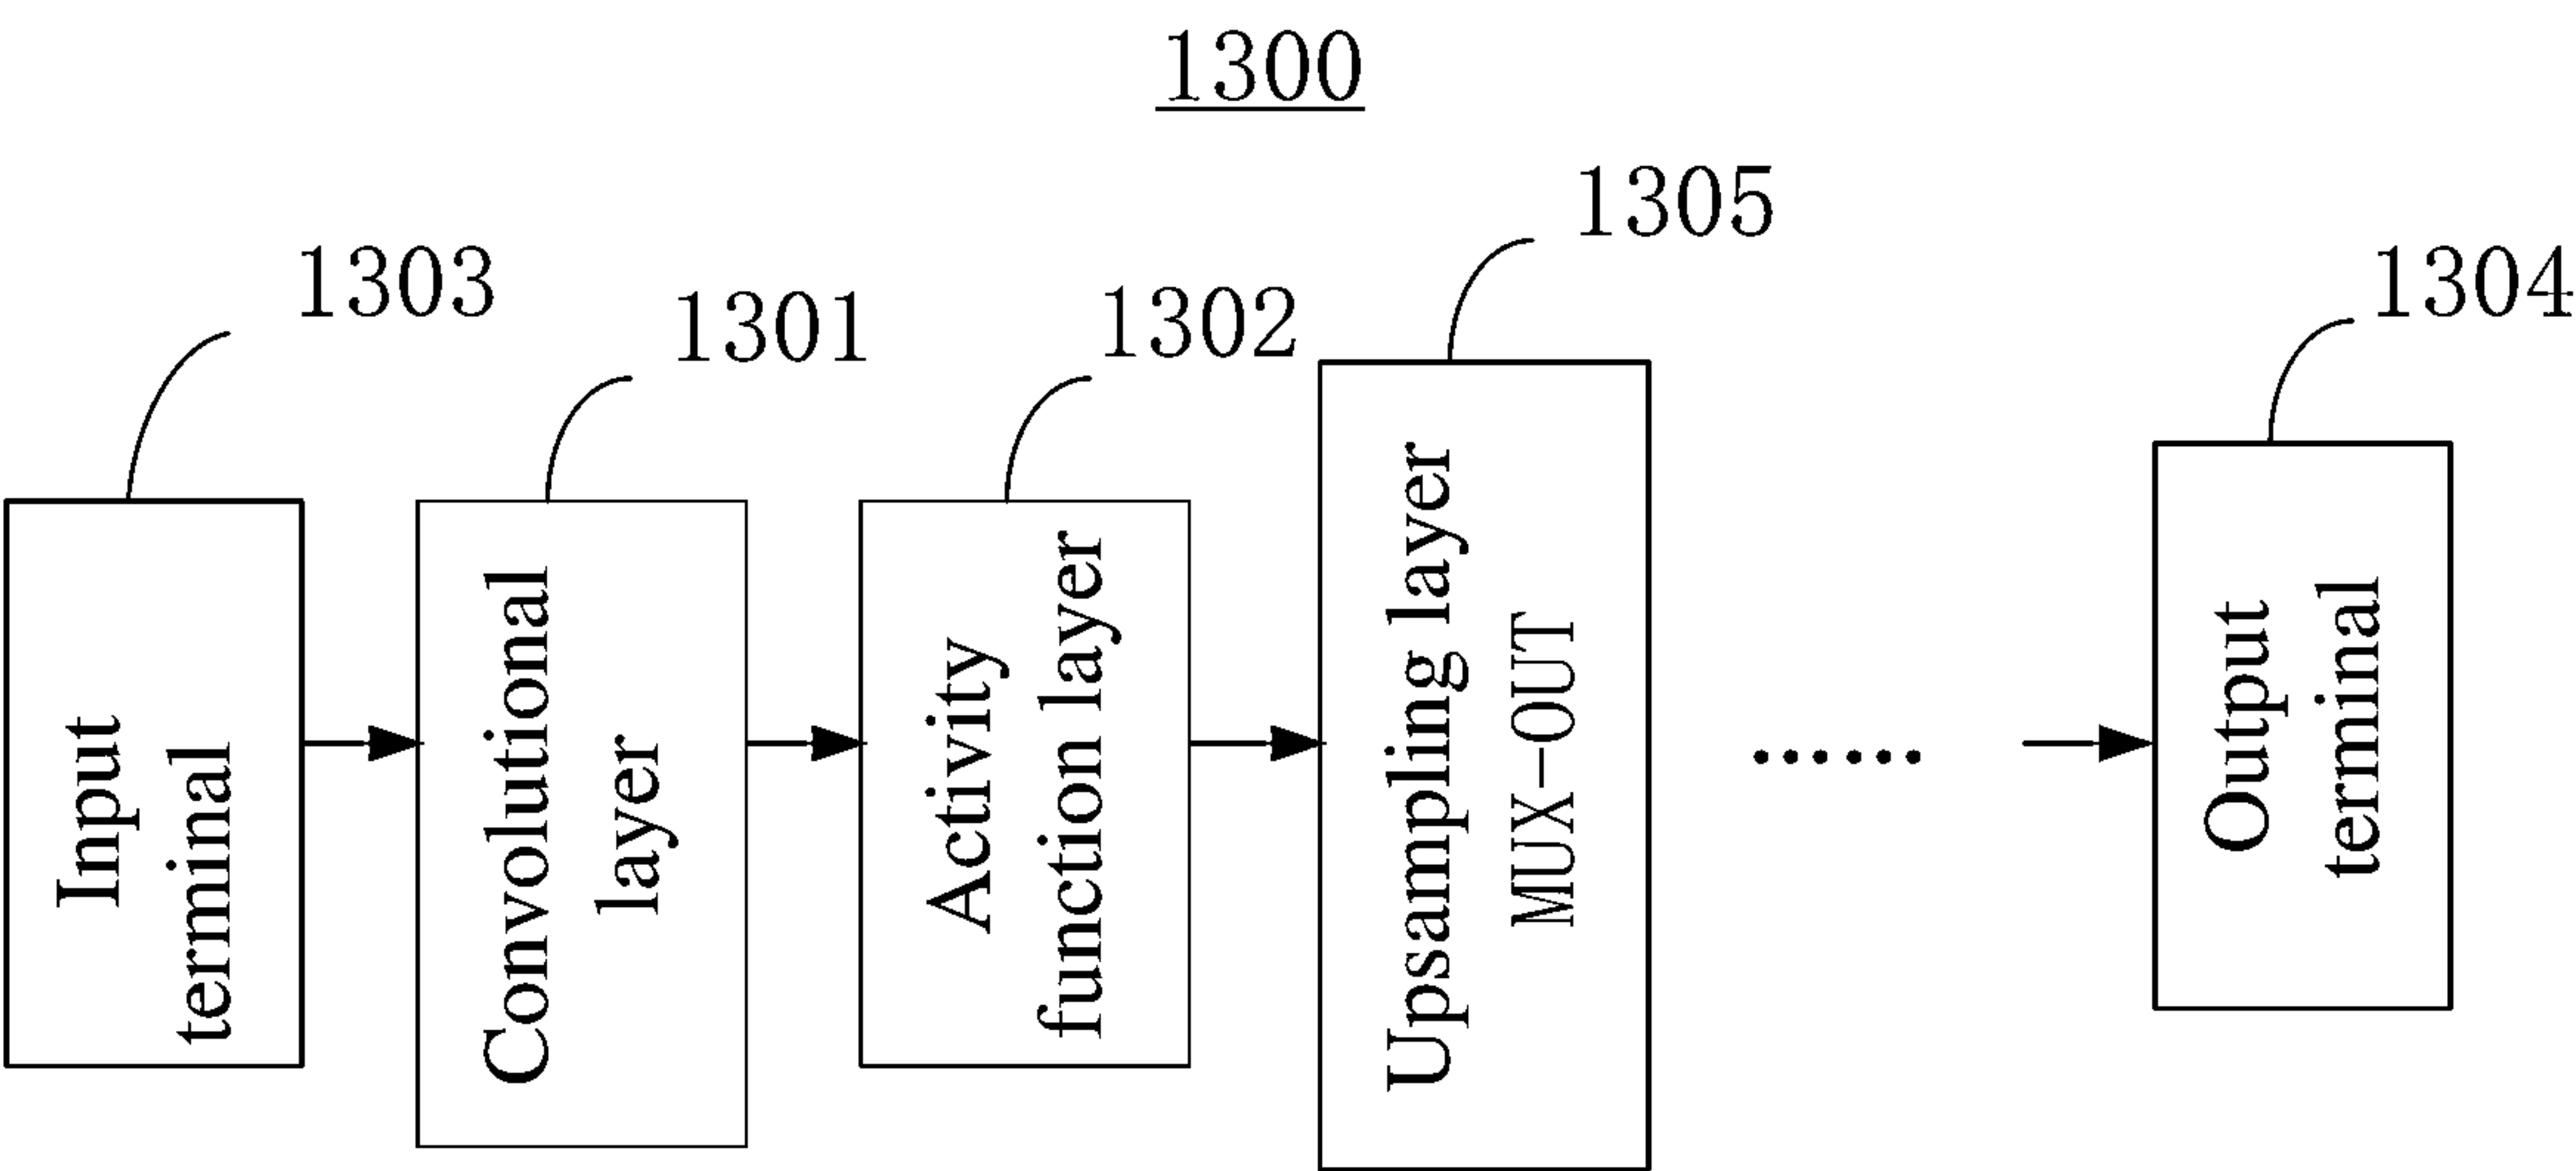 1300
1303
1301
1302
1305
1304
Input
terminal
Convolutional
layer
Activity
function layer
Upsampling layer
MUX-OUT
......
Output
terminal